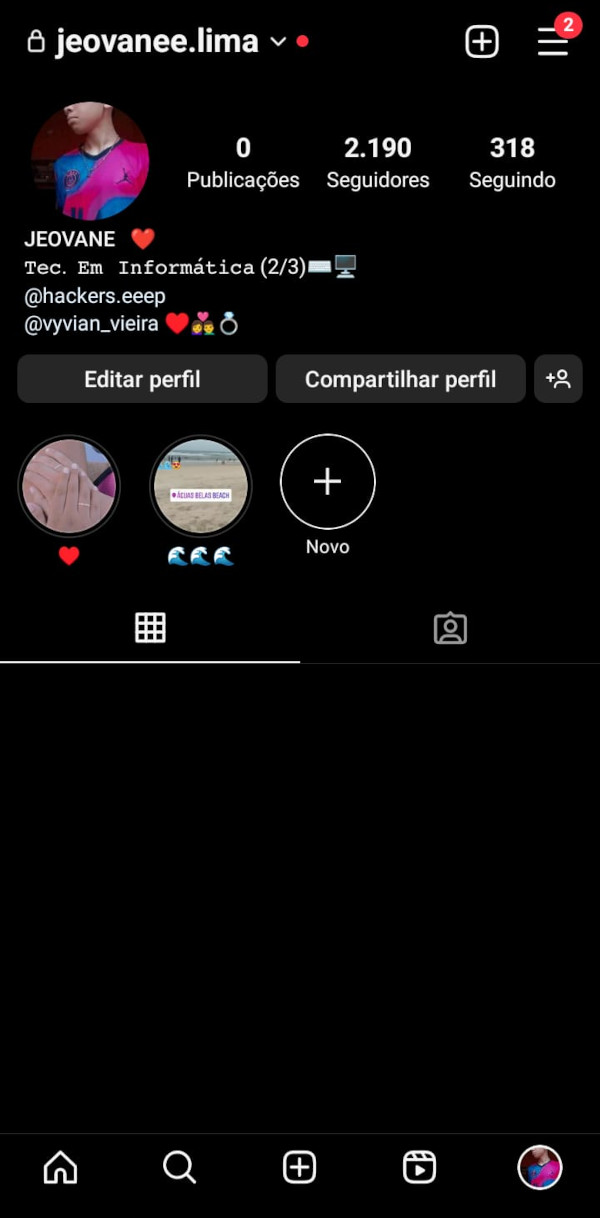 jeovanee.lima
2
0
2.190
318
Publicações
Seguidores
Seguindo
JEOVANE ❤️
Tec. Em Informática (2/3)⌨️🖥️
@hackers.eeep
@vyvian_vieira ♥️💑💍
Editar perfil
Compartilhar perfil
ÁGUAS BELAS BEACH
♥️
🌊🌊🌊
Novo